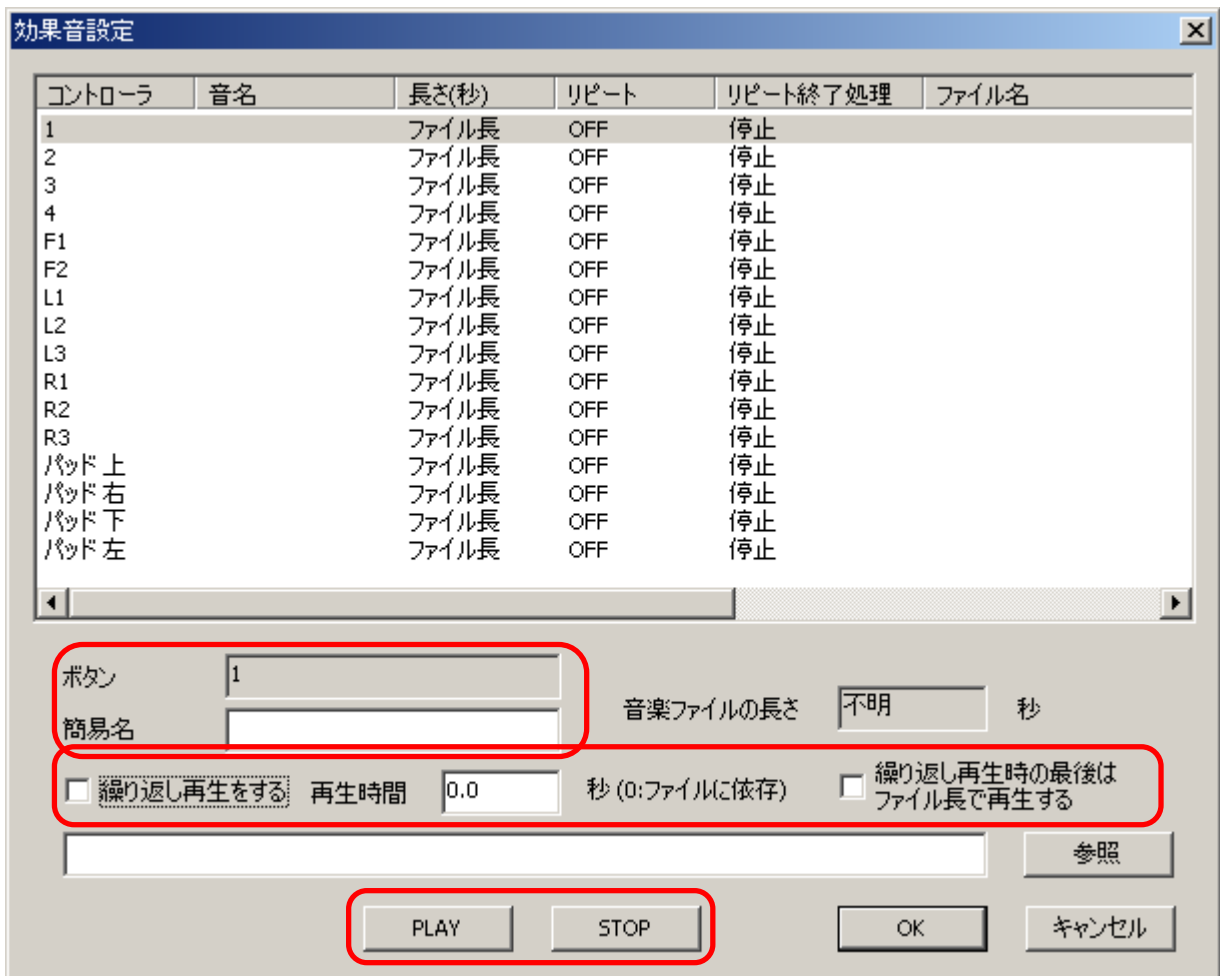 効果音設定
コントローラ 音名 長さ(秒) リピート リピート終了処理 ファイル名
1 ファイル長 OFF 停止
2 ファイル長 OFF 停止
3 ファイル長 OFF 停止
4 ファイル長 OFF 停止
F1 ファイル長 OFF 停止
F2 ファイル長 OFF 停止
L1 ファイル長 OFF 停止
L2 ファイル長 OFF 停止
L3 ファイル長 OFF 停止
R1 ファイル長 OFF 停止
R2 ファイル長 OFF 停止
R3 ファイル長 OFF 停止
パッド 上 ファイル長 OFF 停止
パッド 右 ファイル長 OFF 停止
パッド 下 ファイル長 OFF 停止
パッド 左 ファイル長 OFF 停止
ボタン 1
簡易名
音楽ファイルの長さ 不明 秒
繰り返し再生をする 再生時間 0.0 秒 (0:ファイルに依存)
繰り返し再生時の最後は
ファイル長で再生する
参照
PLAY STOP OK キャンセル